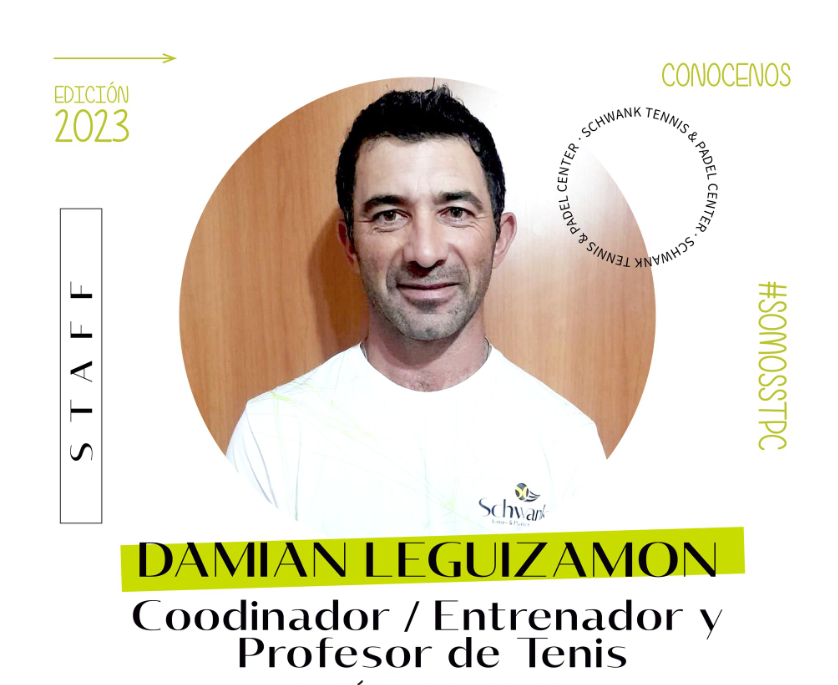 EDICIÓN
2023
CONOCENOS
SCHWANK TENNIS & PADEL CENTER · SCHWANK TENNIS & PADEL CENTER ·
STAFF
#SOMOSSTPC
Schwank
DAMIAN LEGUIZAMON
Coodinador / Entrenador y
Profesor de Tenis